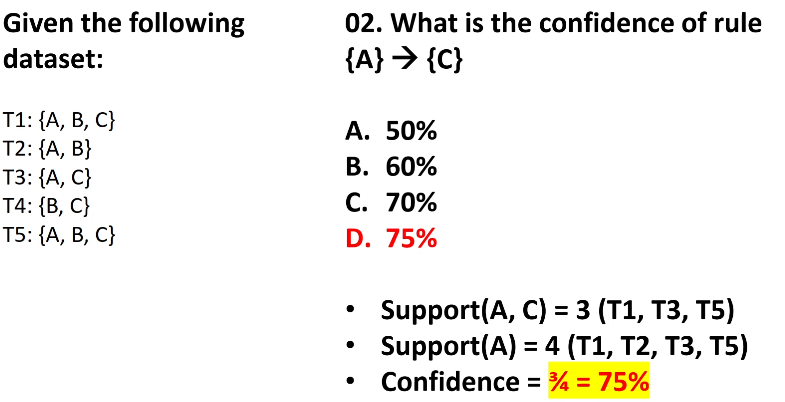 Given the following
dataset:
T1: {A, B, C}
T2: {A, B}
T3: {A, C}
T4: {B, C}
T5: {A, B, C}
02. What is the confidence of rule
{A} → {C}
A. 50%
B. 60%
C. 70%
D. 75%
• Support(A, C) = 3 (T1, T3, T5)
• Support(A) = 4 (T1, T2, T3, T5)
• Confidence = ¾ = 75%